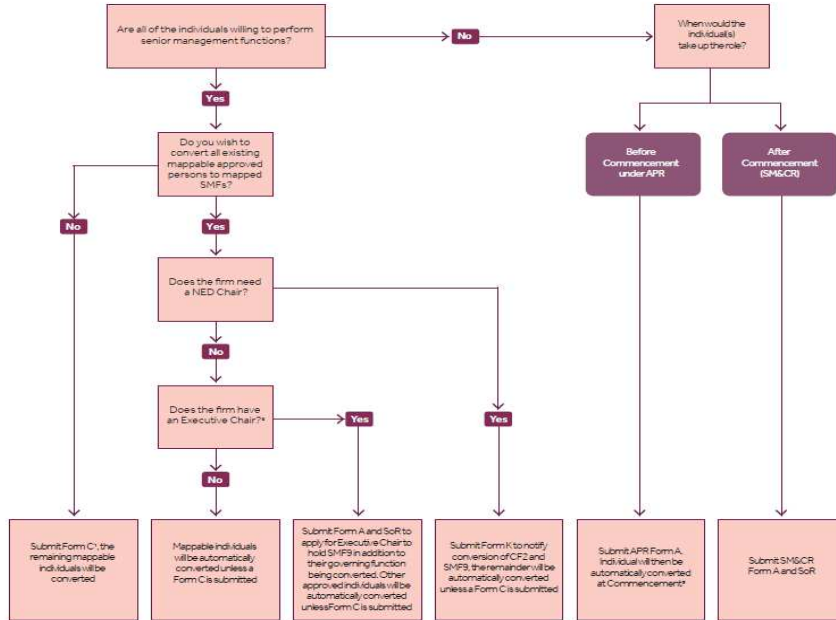 Are all of the individuals willing to perform
senior management functions?
No
When would the
individual(s)
take up the role?
Yes
Do you wish to
convert all existing
mappable approved
persons to mapped
SMFs?
Before
Commencement
under APR
After
Commencement
(SM&CR)
No
Yes
Does the firm need
a NED Chair?
No
Does the firm have
an Executive Chair?*
Yes
Yes
No
Submit Form C¹, the
remaining mappable
individuals will be
converted
Mappable individuals
will be automatically
converted unless a
Form C is submitted
Submit Form A and SoR to
apply for Executive Chair to
hold SMF9 in addition to
their governing function
being converted. Other
approved individuals will be
automatically converted
unless Form C is submitted
Submit Form K to notify
conversion of CF2 and
SMF9, the remainder will be
automatically converted
unless a Form C is submitted
Submit APR Form A.
Individual will then be
automatically converted
at Commencement*
Submit SM&CR
Form A and SoR